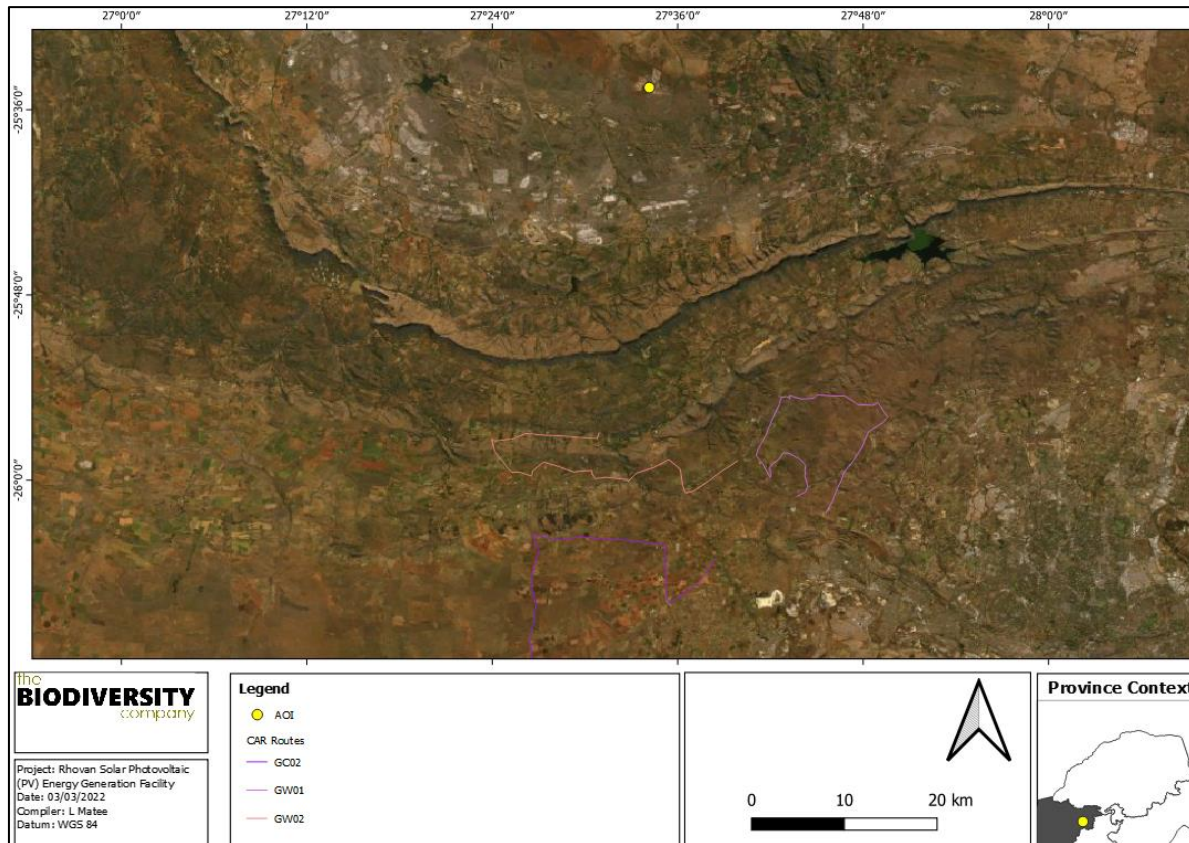 27°0'0"
27°12'0"
27°24'0"
27°36'0"
27°48'0"
28°0'0"
-25°36'0"
-25°48'0"
-26°0'0"
the
BIODIVERSITY
company
Project: Rhovan Solar Photovoltaic
(PV) Energy Generation Facility
Date: 03/03/2022
Compiler: L Matee
Datum: WGS 84
Legend
AOI
CAR Routes
GC02
GW01
GW02
0 10 20 km
Province Context